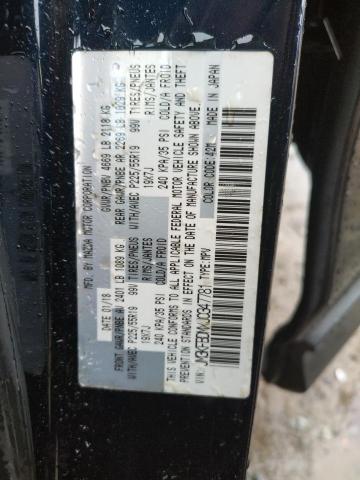 MFD BY MAZDA MOTOR CORPORATION
DATE 01/18 GVWR/PNBV 4669 LB 2118 KG
FRONT GAWR/PNBE AV 2401 LB 1089 KG REAR GAWR/PNBE AR 2269 LB 1029 KG
WITH/AVEC P225/55R19 99V TIRES/PNEUS WITH/AVEC P225/55R19 99V TIRES/PNEUS
19X7J RIMS/JANTES 19X7J RIMS/JANTES
240 KPA/35 PSI COLD/A FROID 240 KPA/35 PSI COLD/A FROID
THIS VEHICLE CONFORMS TO ALL APPLICABLE FEDERAL MOTOR VEHICLE SAFETY AND THEFT
PREVENTION STANDARDS IN EFFECT ON THE DATE OF MANUFACTURE SHOWN ABOVE.
COLOR CODE: 42M MADE IN JAPAN
TYPE: MPV